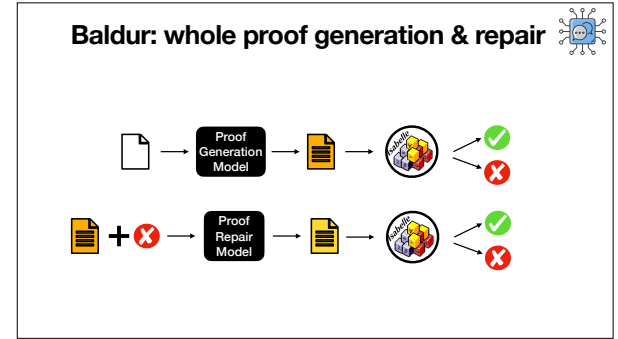 Baldur: whole proof generation & repair
Proof
Generation
Model
Isabelle
Proof
Repair
Model
Isabelle